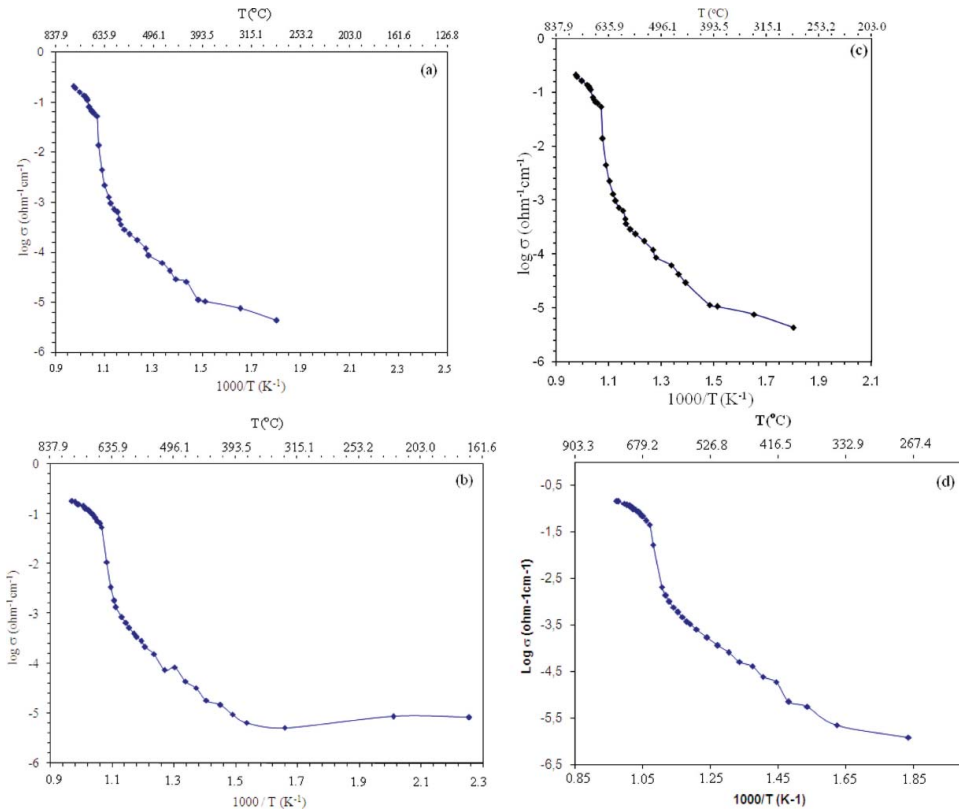 T(°C)
837.9 635.9 496.1 393.5 315.1 253.2 203.0 161.6 126.8
(a)
0
-1
-2
-3
-4
-5
-6
log σ (ohm-1cm-1)
0.9 1.1 1.3 1.5 1.7 1.9 2.1 2.3 2.5
1000/T (K-1)
T(°C)
837.9 635.9 496.1 393.5 315.1 253.2 203.0
(c)
0
-1
-2
-3
-4
-5
-6
log σ (ohm-1cm-1)
0.9 1.1 1.3 1.5 1.7 1.9 2.1
1000/T (K-1)
T(°C)
837.9 635.9 496.1 393.5 315.1 253.2 203.0 161.6
(b)
0
-1
-2
-3
-4
-5
-6
log σ (ohm-1cm-1)
0.9 1.1 1.3 1.5 1.7 1.9 2.1 2.3
1000 / T (K-1)
T(°C)
903.3 679.2 526.8 416.5 332.9 267.4
(d)
-0,5
-1,5
-2,5
-3,5
-4,5
-5,5
-6,5
Log σ (ohm-1cm-1)
0.85 1.05 1.25 1.45 1.65 1.85
1000/T (K-1)